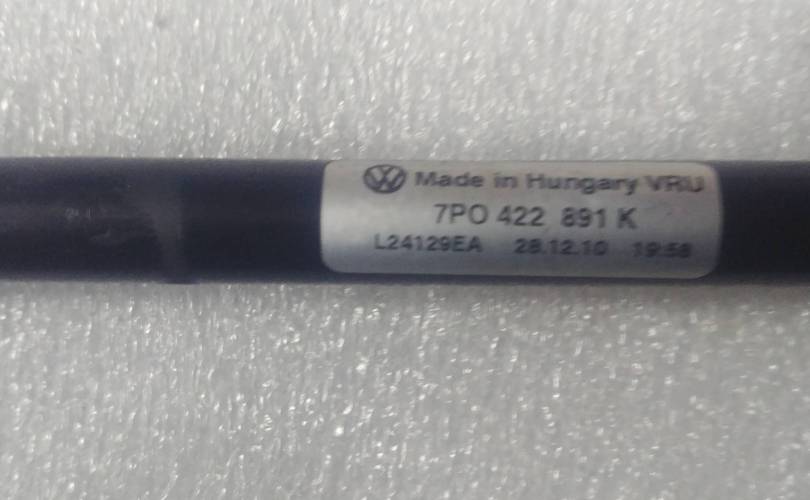 Made in Hungary VRU
7PO 422 891 K
L24129EA 28.12.10 19:58